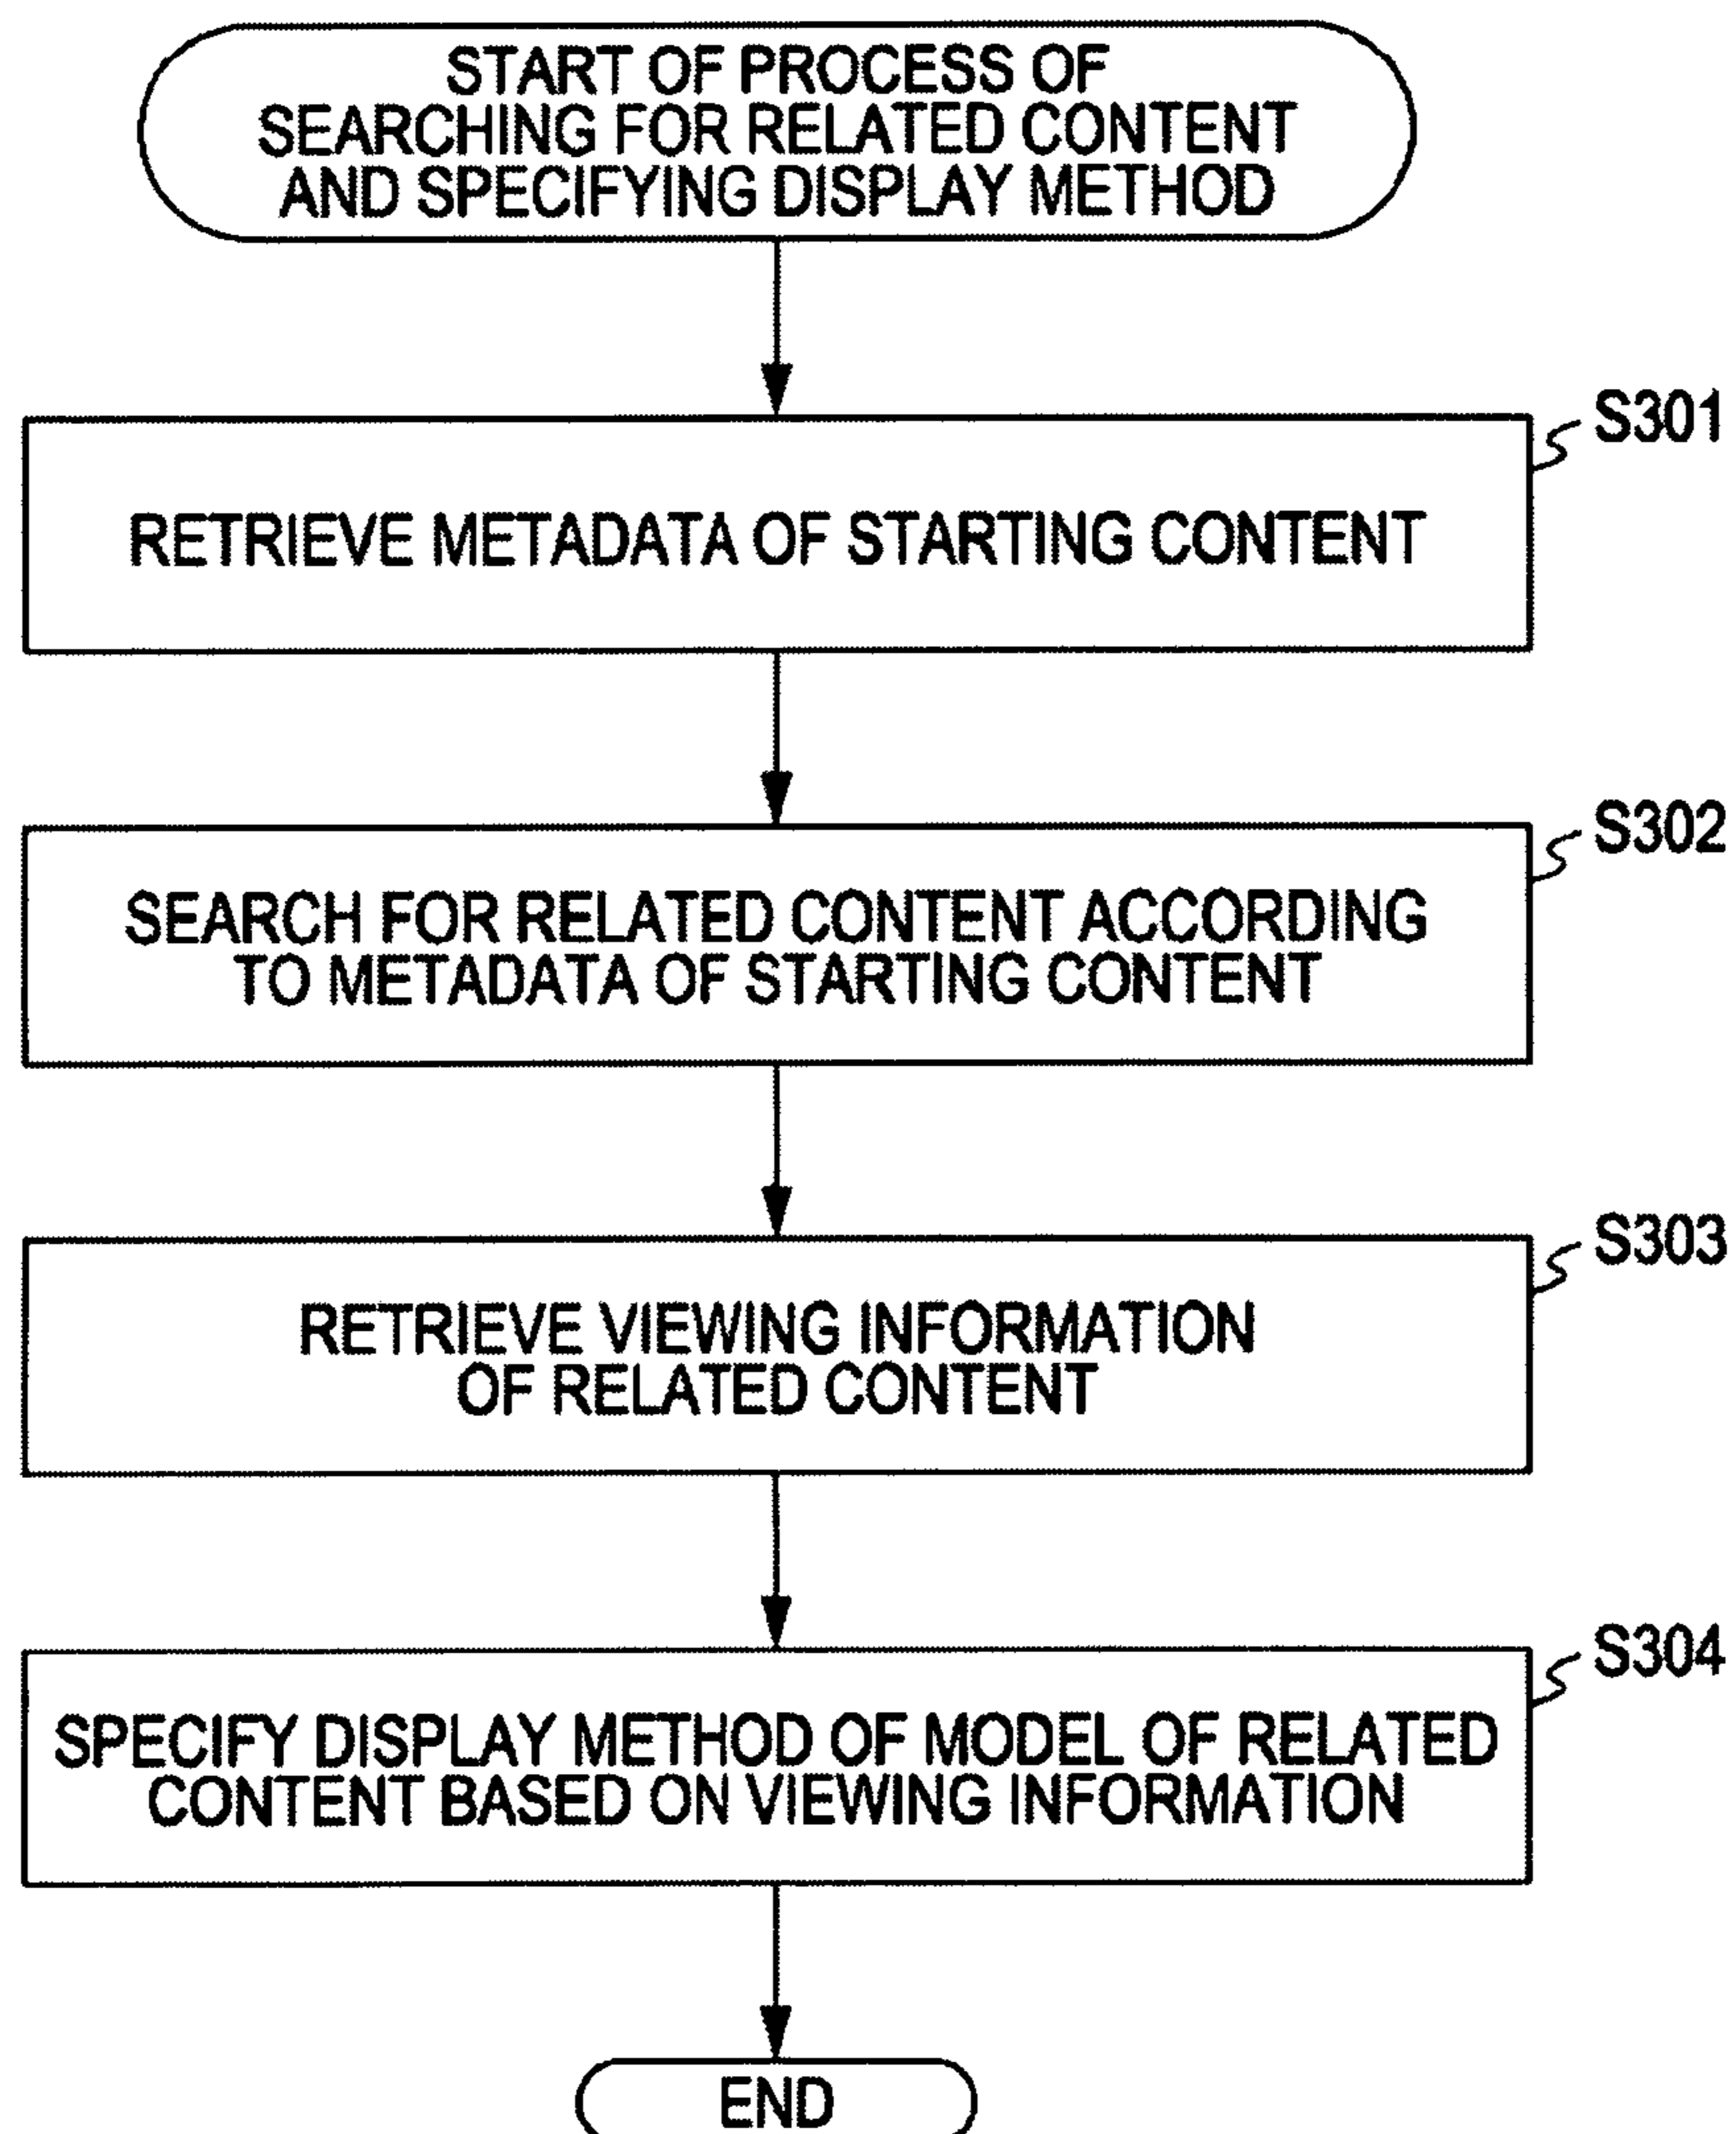 START OF PROCESS OF
SEARCHING FOR RELATED CONTENT
AND SPECIFYING DISPLAY METHOD
S301
RETRIEVE METADATA OF STARTING CONTENT
S302
SEARCH FOR RELATED CONTENT ACCORDING
TO METADATA OF STARTING CONTENT
S303
RETRIEVE VIEWING INFORMATION
OF RELATED CONTENT
S304
SPECIFY DISPLAY METHOD OF MODEL OF RELATED
CONTENT BASED ON VIEWING INFORMATION
END